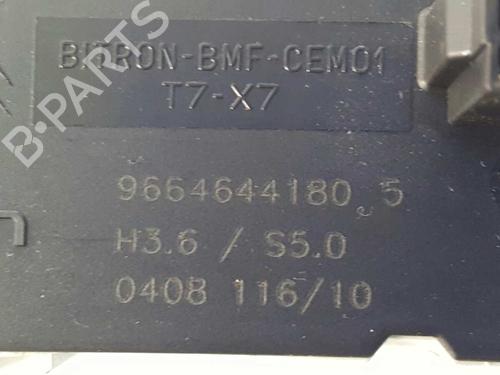 BITRON-BMF-CEM01
T7-X7
9664644180 5
H3.6 / S5.0
0408 116/10
B-PARTS